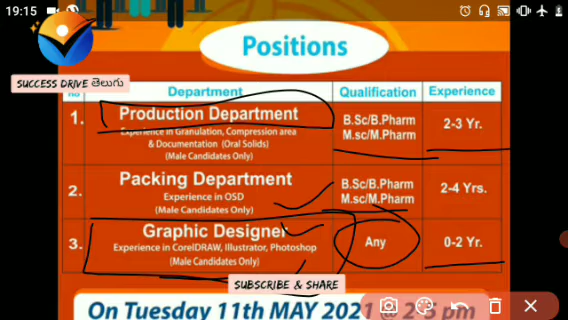 19:15
Positions
SUCCESS DRIVE తెలుగు
no Department Qualification Experience
1. Production Department
Experience in Granulation, Compression area
& Documentation (Oral Solids)
(Male Candidates Only)
B.Sc/B.Pharm
M.sc/M.Pharm
2-3 Yr.
2. Packing Department
Experience in OSD
(Male Candidates Only)
B.Sc/B.Pharm
M.sc/M.Pharm
2-4 Yrs.
3. Graphic Designer
Experience in CorelDRAW, Illustrator, Photoshop
(Male Candidates Only)
Any
0-2 Yr.
SUBSCRIBE & SHARE
On Tuesday 11th MAY 2021 @ pm